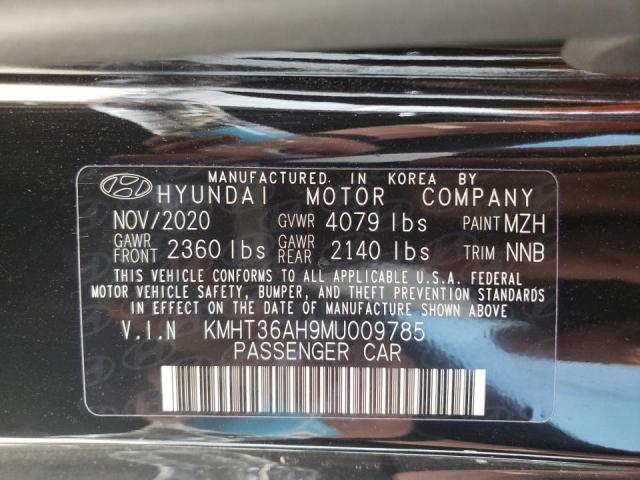 MANUFACTURED IN KOREA BY
HYUNDAI MOTOR COMPANY
NOV/2020 GVWR 4079 lbs PAINT MZH
GAWR FRONT 2360 lbs GAWR REAR 2140 lbs TRIM NNB
THIS VEHICLE CONFORMS TO ALL APPLICABLE U.S.A. FEDERAL
MOTOR VEHICLE SAFETY, BUMPER, AND THEFT PREVENTION STANDARDS
IN EFFECT ON THE DATE OF MANUFACTURE SHOWN ABOVE
V.I.N KMHT36AH9MU009785
PASSENGER CAR